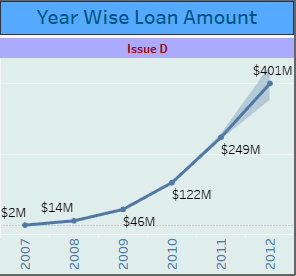 Year Wise Loan Amount
Issue D
$401M
$249M
$122M
$2M
$14M
$46M
2007
2008
2009
2010
2011
2012